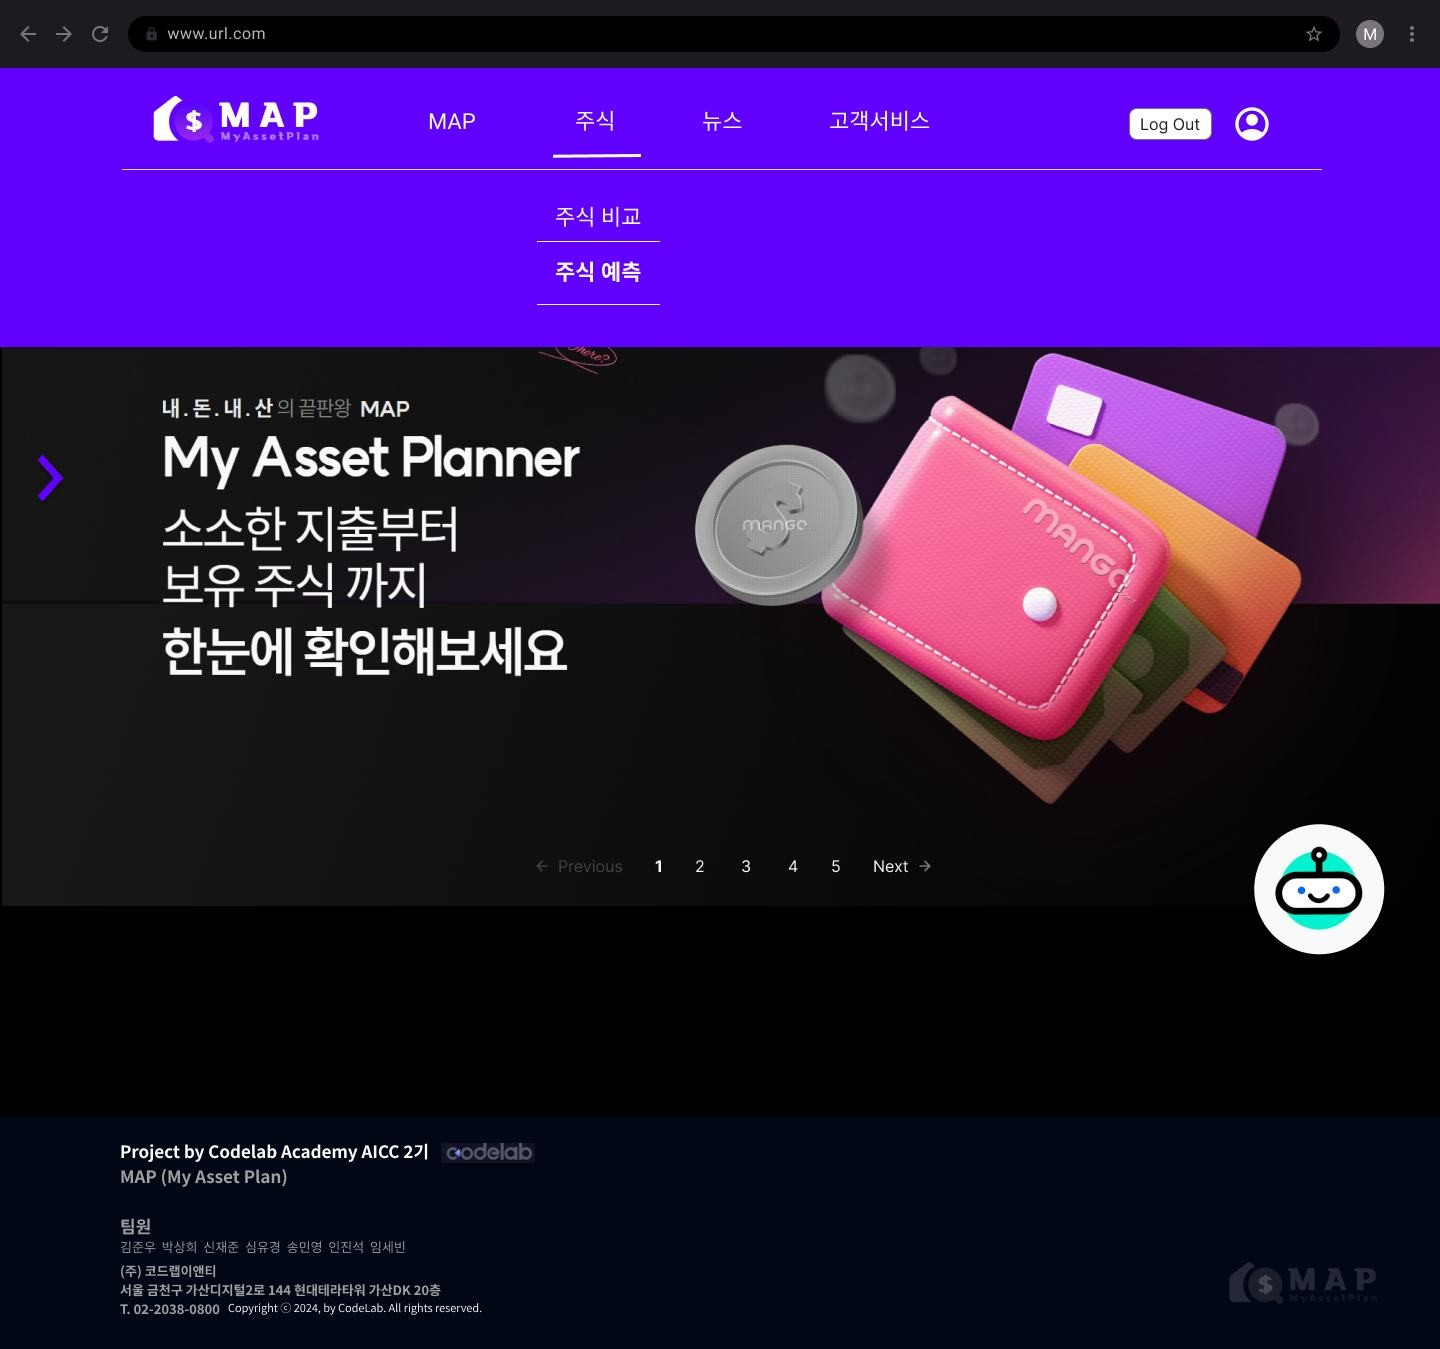 www.url.com
M
MAP
MyAssetPlan
MAP
주식
뉴스
고객서비스
Log Out
주식 비교
주식 예측
here?
내.돈.내.산의 끝판왕 MAP
My Asset Planner
소소한 지출부터
보유 주식 까지
한눈에 확인해보세요
MANGO
MANGO
Previous 1 2 3 4 5 Next
Project by Codelab Academy AICC 2기 codelab
MAP (My Asset Plan)
팀원
김준우 박상희 신재준 심유경 송민영 인진석 임세빈
(주) 코드랩이앤티
서울 금천구 가산디지털2로 144 현대테라타워 가산DK 20층
T. 02-2038-0800 Copyright ⓒ 2024, by CodeLab. All rights reserved.
MAP
MyAssetPlan